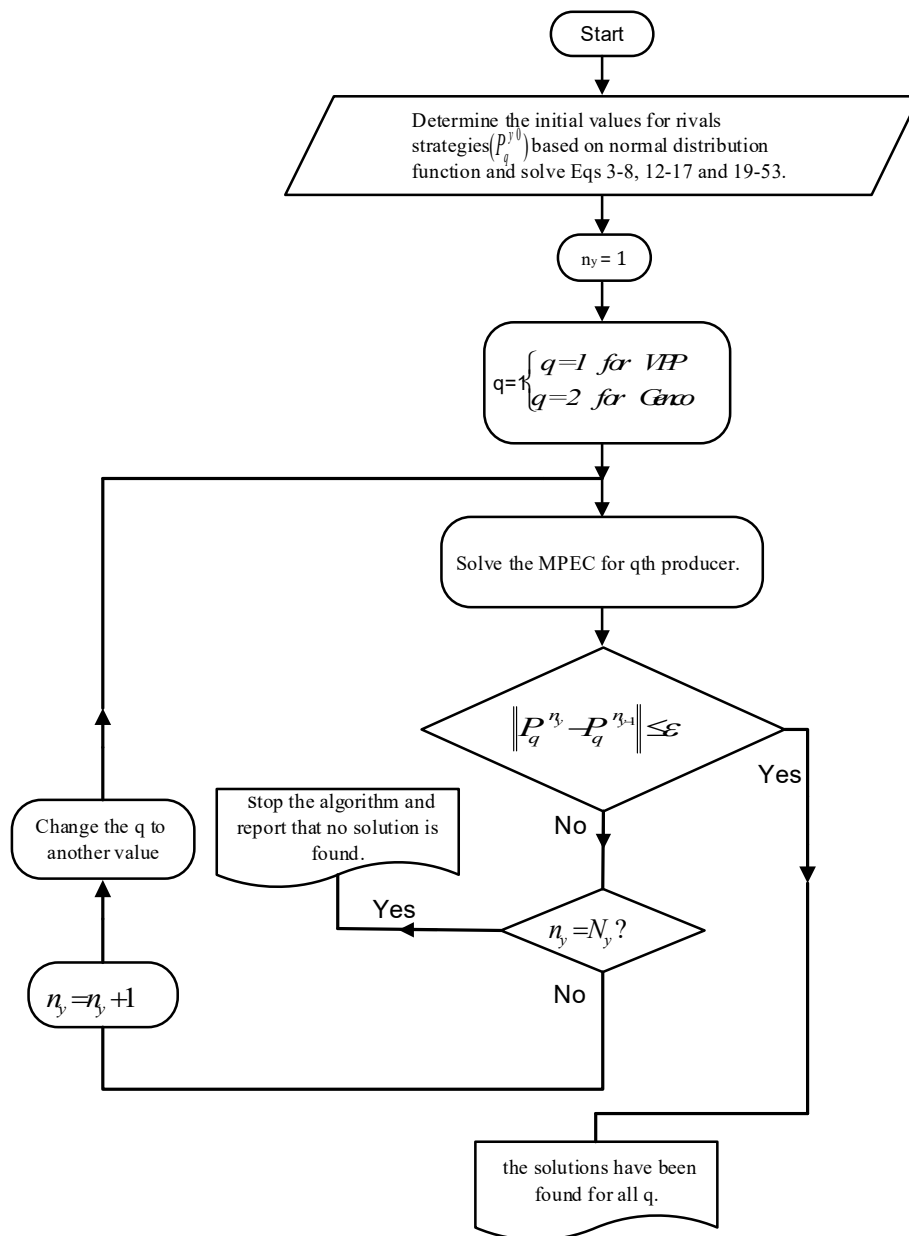 Start
Determine the initial values for rivals
strategies(P_q^{y0}) based on normal distribution
function and solve Eqs 3-8, 12-17 and 19-53.
n_y = 1
q=1{ q=1 for VPP
q=2 for Genco
Solve the MPEC for qth producer.
‖P_q^{n_y} − P_q^{n_{y-1}}‖ ≤ ε
Yes
No
Stop the algorithm and
report that no solution is
found.
Yes
n_y = N_y ?
No
Change the q to
another value
n_y = n_y + 1
the solutions have been
found for all q.